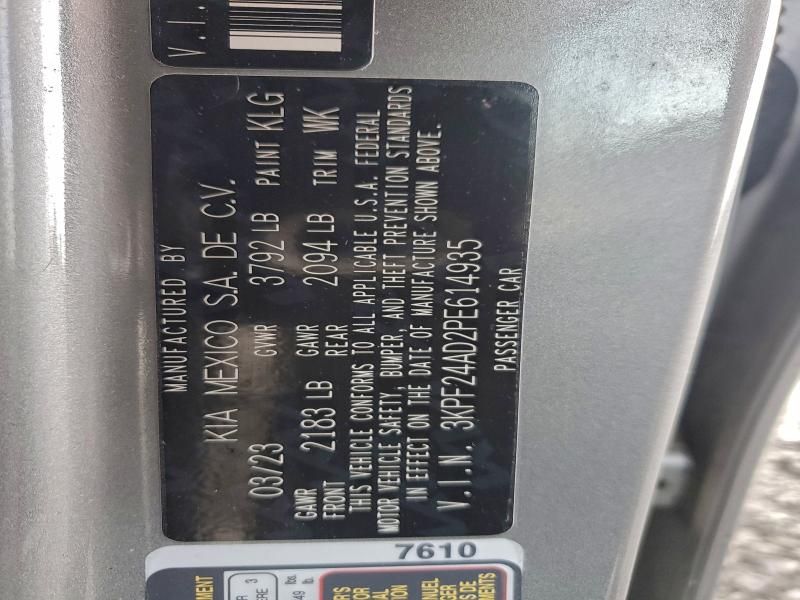 V.I.
MANUFACTURED BY
KIA MEXICO S.A. DE C.V.
03/23 GVWR 3792 LB PAINT KLG
GAWR FRONT 2183 LB GAWR REAR 2094 LB TRIM WK
THIS VEHICLE CONFORMS TO ALL APPLICABLE U.S.A. FEDERAL
MOTOR VEHICLE SAFETY, BUMPER, AND THEFT PREVENTION STANDARDS
IN EFFECT ON THE DATE OF MANUFACTURE SHOWN ABOVE.
V.I.N. 3KPF24AD2PE614935
PASSENGER CAR
7610